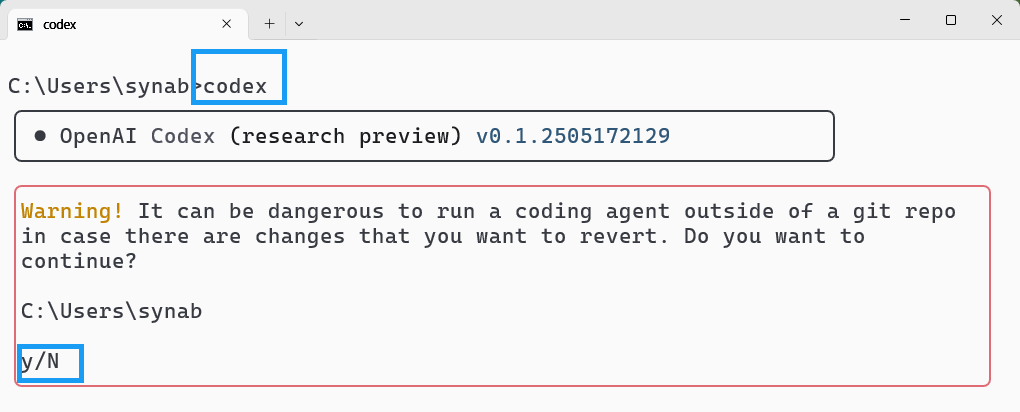 codex
C:\Users\synab>codex
● OpenAI Codex (research preview) v0.1.2505172129
Warning! It can be dangerous to run a coding agent outside of a git repo
in case there are changes that you want to revert. Do you want to
continue?
C:\Users\synab
y/N